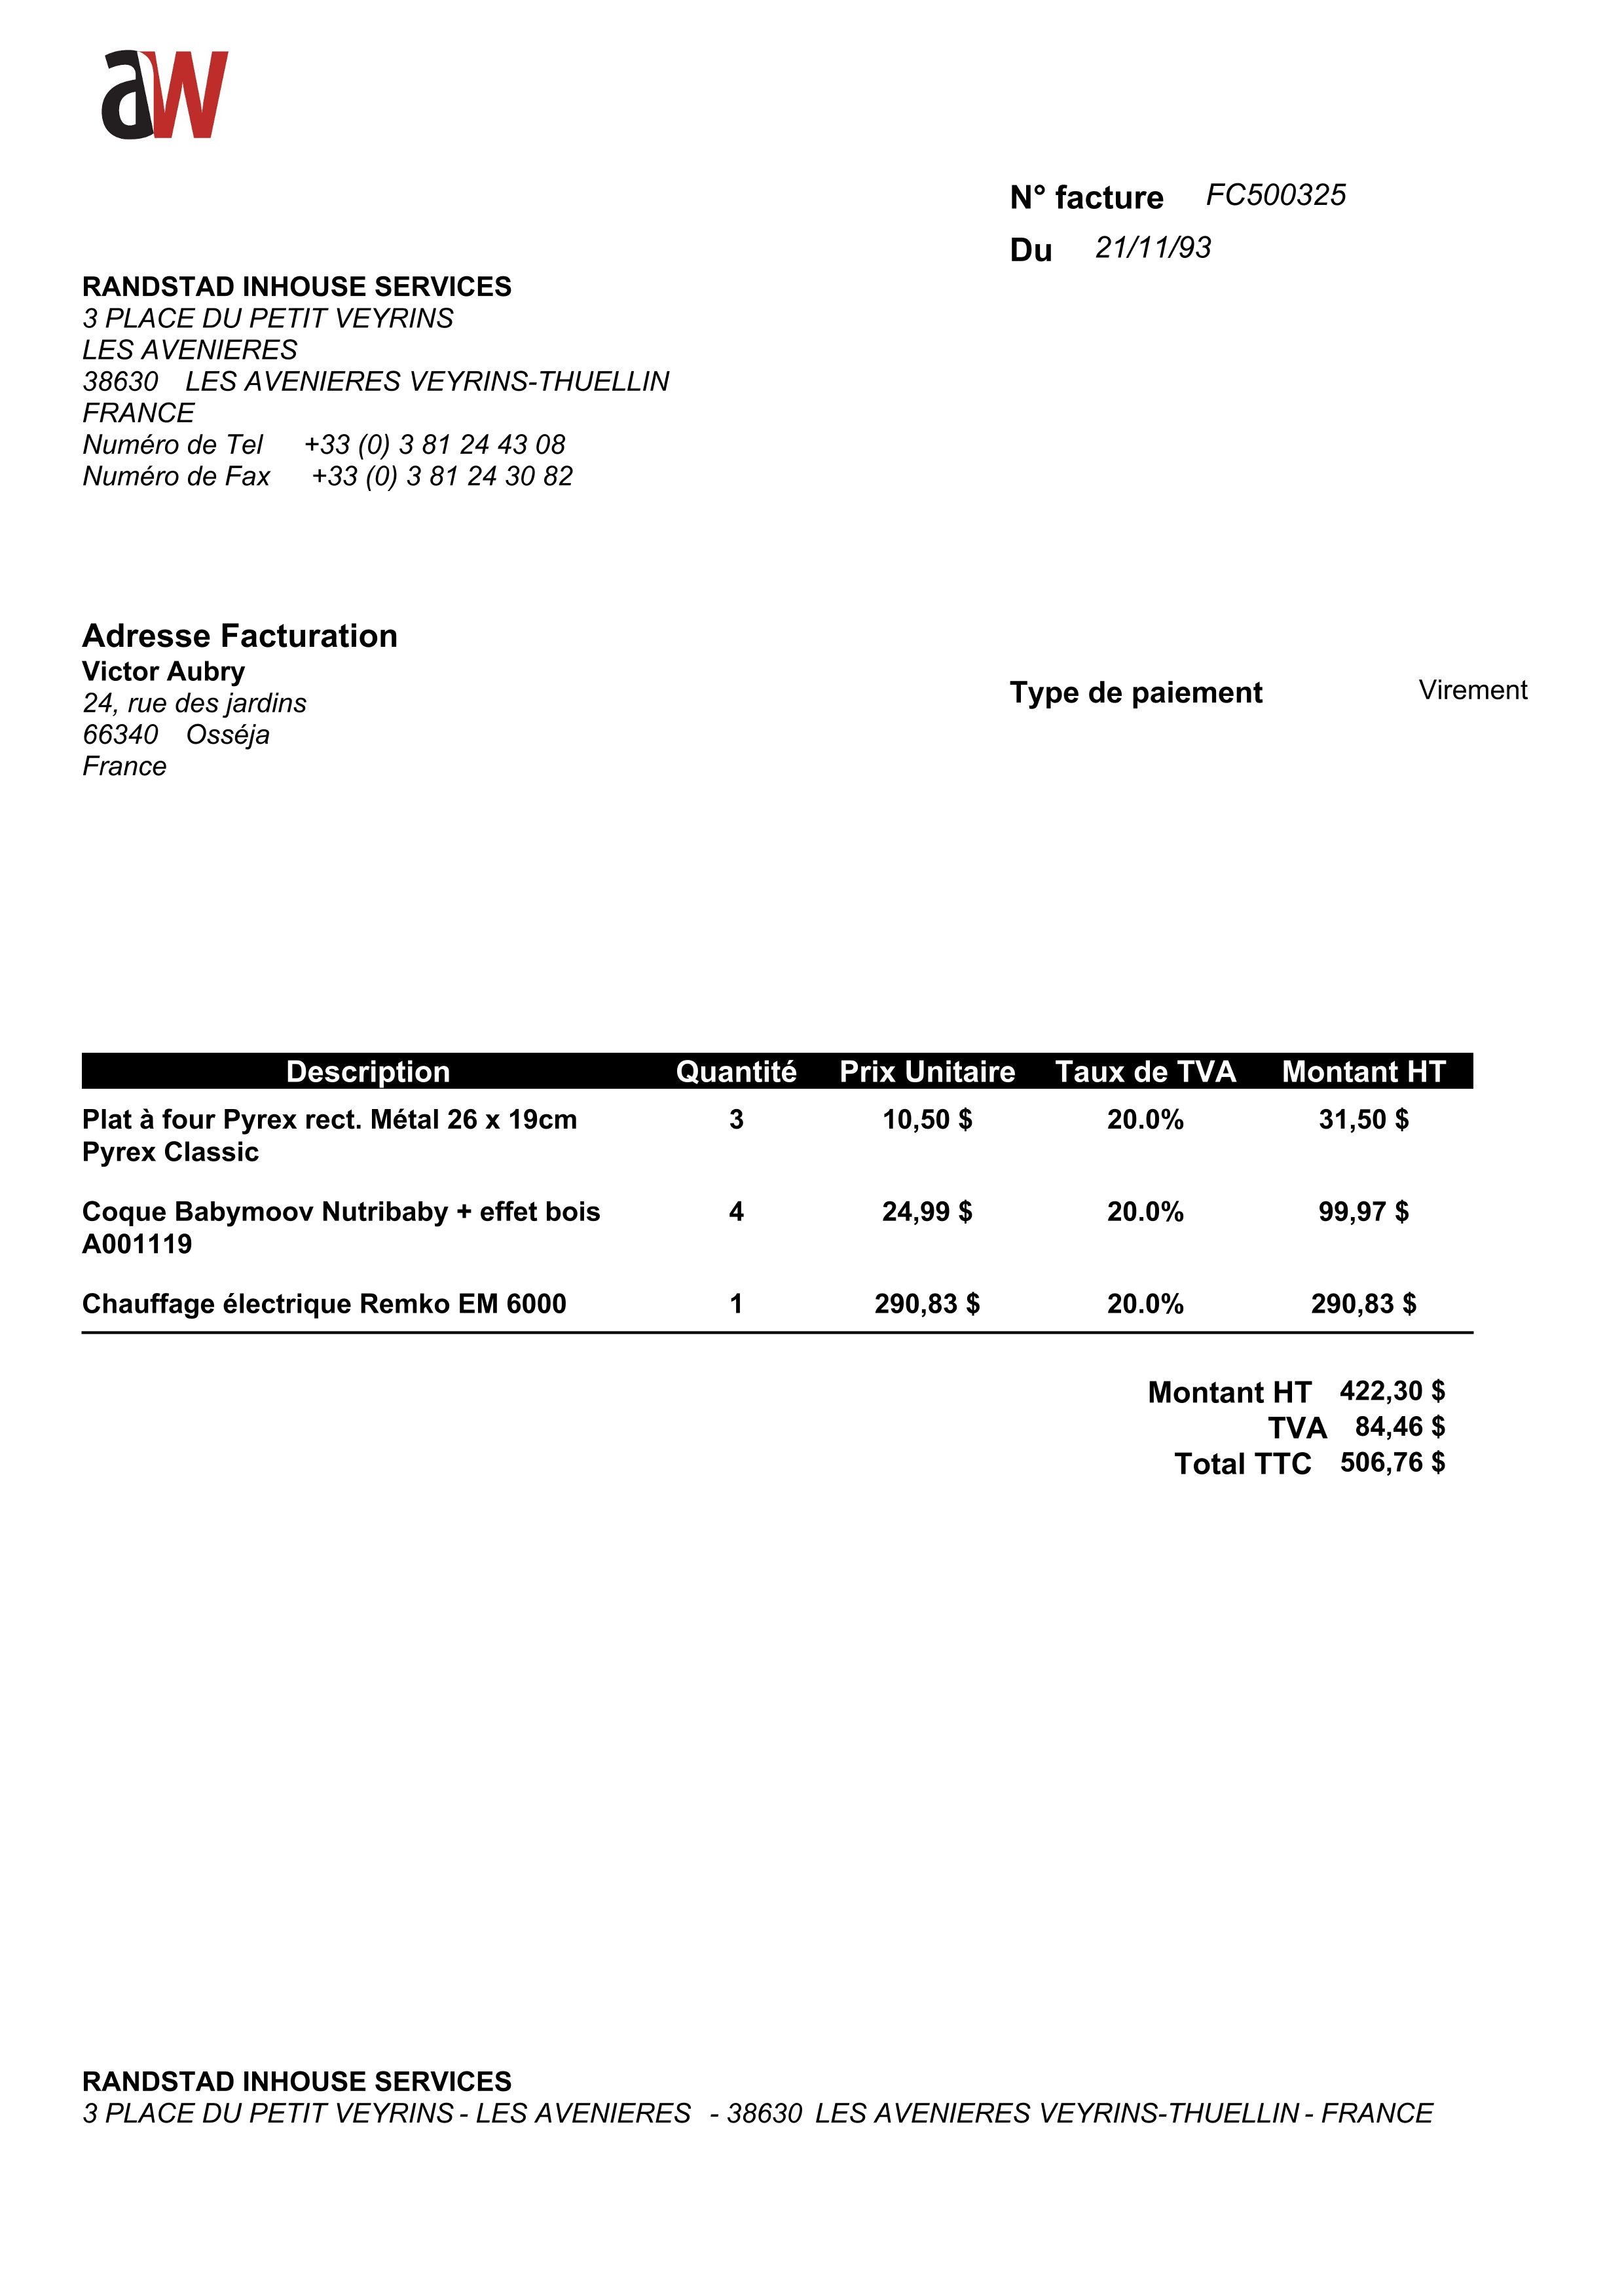 aw
N° facture FC500325
Du 21/11/93
RANDSTAD INHOUSE SERVICES
3 PLACE DU PETIT VEYRINS
LES AVENIERES
38630 LES AVENIERES VEYRINS-THUELLIN
FRANCE
Numéro de Tel +33 (0) 3 81 24 43 08
Numéro de Fax +33 (0) 3 81 24 30 82
Adresse Facturation
Victor Aubry
24, rue des jardins
66340 Osséja
France
Type de paiement Virement
Description Quantité Prix Unitaire Taux de TVA Montant HT
Plat à four Pyrex rect. Métal 26 x 19cm 3 10,50 $ 20.0% 31,50 $
Pyrex Classic
Coque Babymoov Nutribaby + effet bois 4 24,99 $ 20.0% 99,97 $
A001119
Chauffage électrique Remko EM 6000 1 290,83 $ 20.0% 290,83 $
Montant HT 422,30 $
TVA 84,46 $
Total TTC 506,76 $
RANDSTAD INHOUSE SERVICES
3 PLACE DU PETIT VEYRINS - LES AVENIERES - 38630 LES AVENIERES VEYRINS-THUELLIN - FRANCE